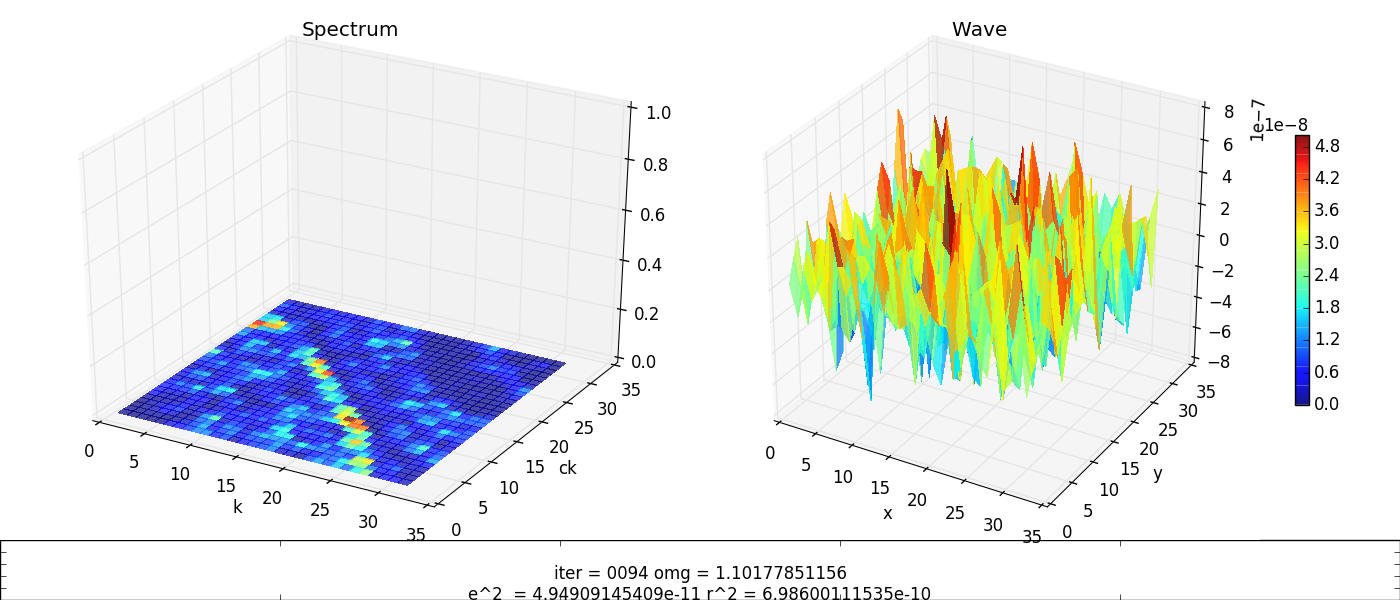 Spectrum
1.0
0.8
0.6
0.4
0.2
0.0
0 5 10 15 20 25 30 35
k
0 5 10 15 20 25 30 35
ck
Wave
8
6
4
2
0
−2
−4
−6
−8
1e−7
0 5 10 15 20 25 30 35
x
0 5 10 15 20 25 30 35
y
1e−8
4.8
4.2
3.6
3.0
2.4
1.8
1.2
0.6
0.0
iter = 0094 omg = 1.10177851156
e^2 = 4.94909145409e-11 r^2 = 6.98600111535e-10